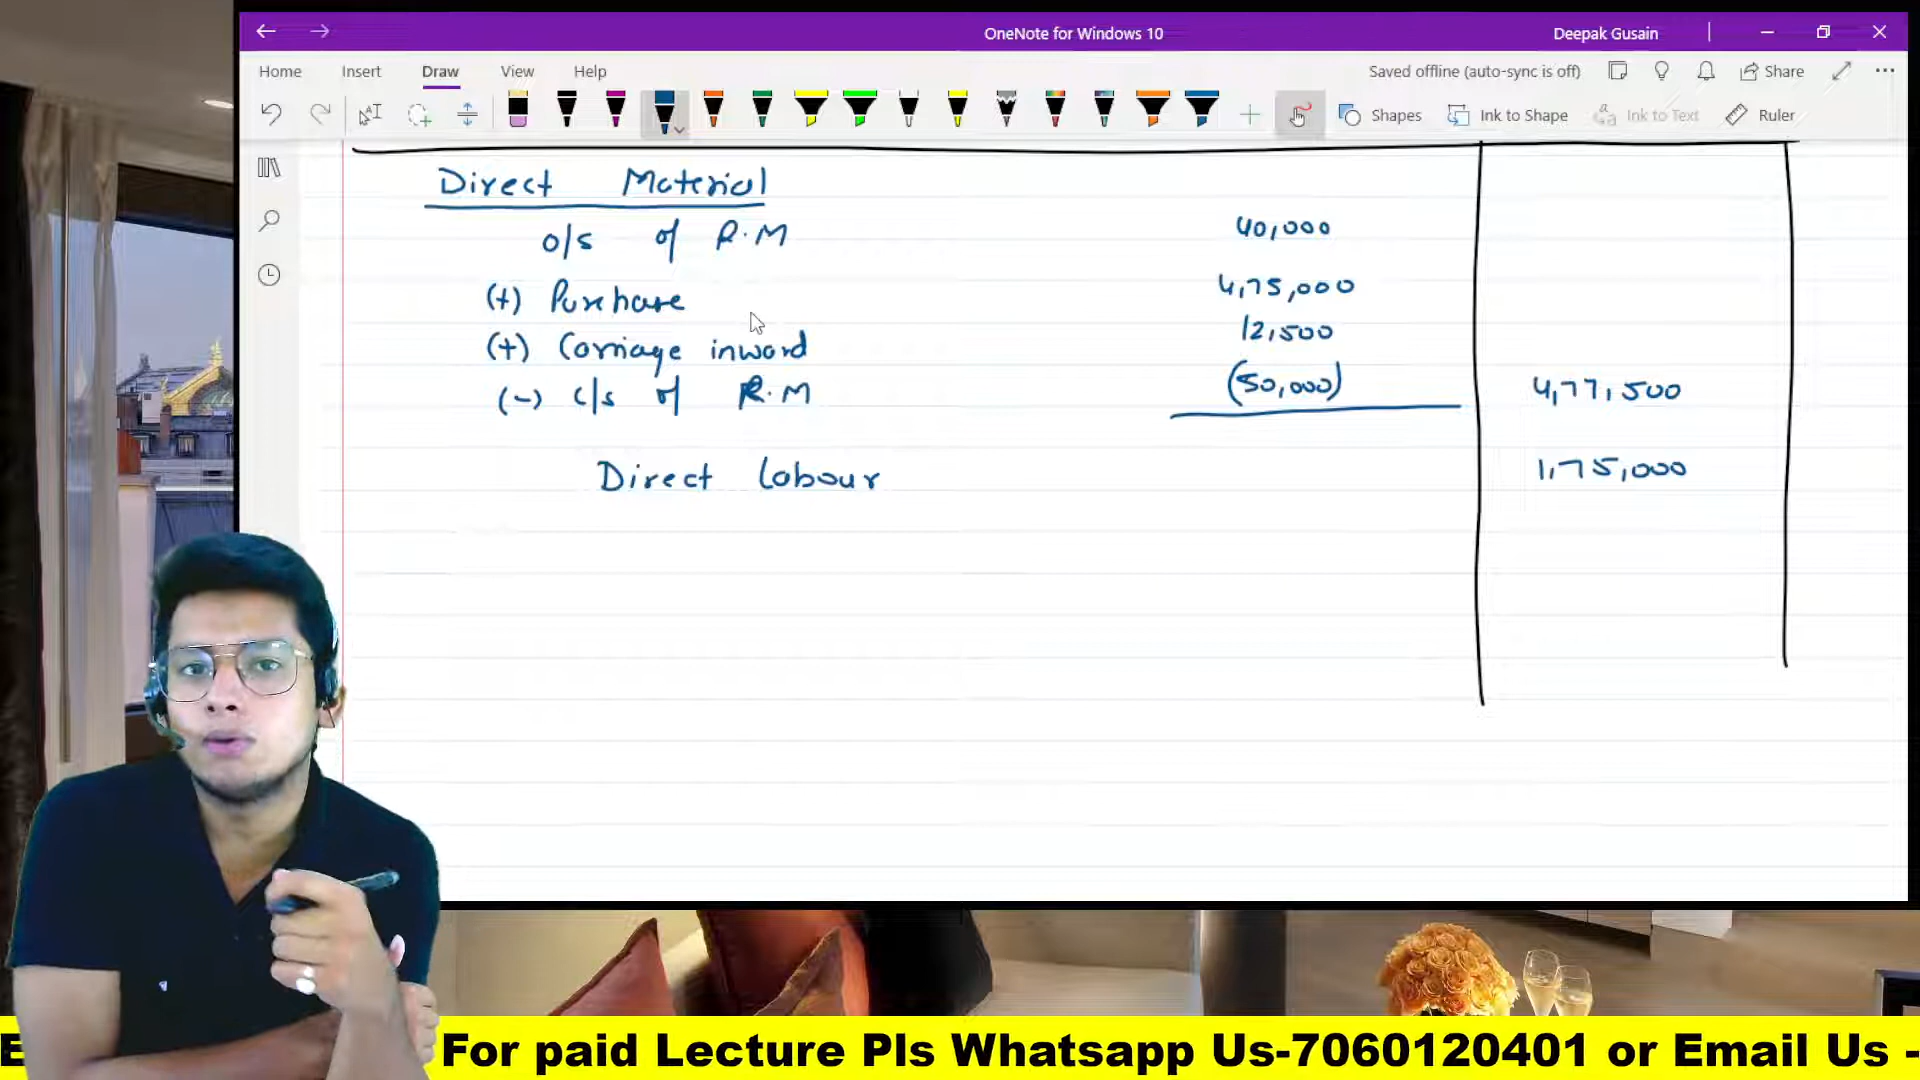 OneNote for Windows 10
Deepak Gusain
Home Insert Draw View Help
Saved offline (auto-sync is off)
Share
Shapes
Ink to Shape
Ink to Text
Ruler
Direct Material
o/s of R.M 40,000
(+) Purchase 4,75,000
(+) Carriage inward 12,500
(-) c/s of R.M (50,000) 4,77,500
Direct labour 1,75,000
E For paid Lecture Pls Whatsapp Us-7060120401 or Email Us -